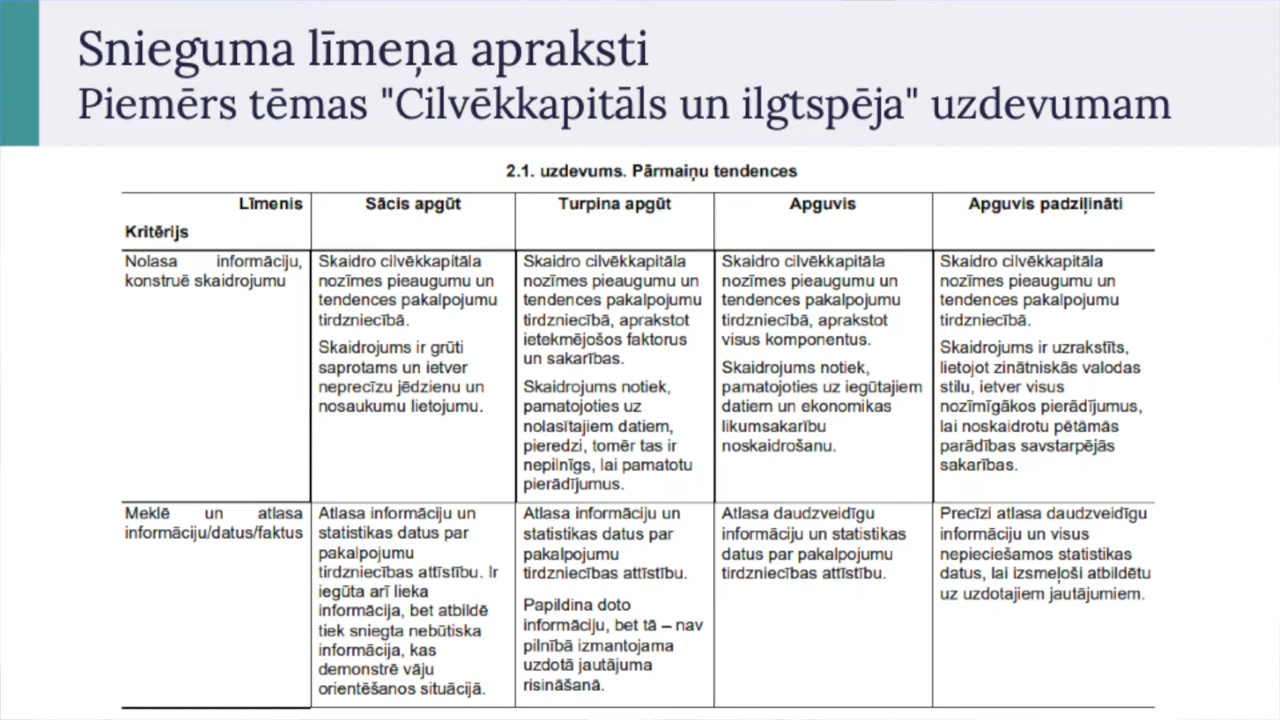 Snieguma līmeņa apraksti
Piemērs tēmas "Cilvēkkapitāls un ilgtspēja" uzdevumam
2.1. uzdevums. Pārmaiņu tendences
Līmenis
Kritērijs
Sācis apgūt
Turpina apgūt
Apguvis
Apguvis padziļināti
Nolasa informāciju,
konstruē skaidrojumu
Skaidro cilvēkkapitāla
nozīmes pieaugumu un
tendences pakalpojumu
tirdzniecībā.
Skaidrojums ir grūti
saprotams un ietver
neprecīzu jēdzienu un
nosaukumu lietojumu.
Skaidro cilvēkkapitāla
nozīmes pieaugumu un
tendences pakalpojumu
tirdzniecībā, aprakstot
ietekmējošos faktorus
un sakarības.
Skaidrojums notiek,
pamatojoties uz
nolasītajiem datiem,
pieredzi, tomēr tas ir
nepilnīgs, lai pamatotu
pierādījumus.
Skaidro cilvēkkapitāla
nozīmes pieaugumu un
tendences pakalpojumu
tirdzniecībā, aprakstot
visus komponentus.
Skaidrojums notiek,
pamatojoties uz iegūtajiem
datiem un ekonomikas
likumsakarību
noskaidrošanu.
Skaidro cilvēkkapitāla
nozīmes pieaugumu un
tendences pakalpojumu
tirdzniecībā.
Skaidrojums ir uzrakstīts,
lietojot zinātniskās valodas
stilu, ietver visus
nozīmīgākos pierādījumus,
lai noskaidrotu pētāmās
parādības savstarpējās
sakarības.
Meklē un atlasa
informāciju/datus/faktus
Atlasa informāciju un
statistikas datus par
pakalpojumu
tirdzniecības attīstību. Ir
iegūta arī lieka
informācija, bet atbildē
tiek sniegta nebūtiska
informācija, kas
demonstrē vāju
orientēšanos situācijā.
Atlasa informāciju un
statistikas datus par
pakalpojumu
tirdzniecības attīstību.
Papildina doto
informāciju, bet tā – nav
pilnībā izmantojama
uzdotā jautājuma
risināšanā.
Atlasa daudzveidīgu
informāciju un statistikas
datus par pakalpojumu
tirdzniecības attīstību.
Precīzi atlasa daudzveidīgu
informāciju un visus
nepieciešamos statistikas
datus, lai izsmeļoši atbildētu
uz uzdotajiem jautājumiem.